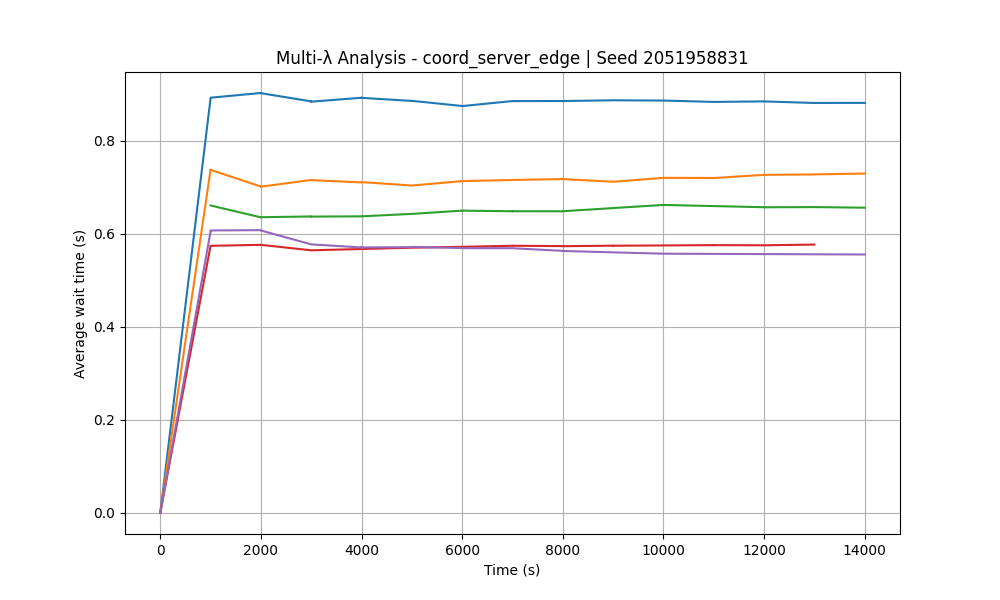 Multi-λ Analysis - coord_server_edge | Seed 2051958831
Average wait time (s)
0.8
0.6
0.4
0.2
0.0
0 2000 4000 6000 8000 10000 12000 14000
Time (s)